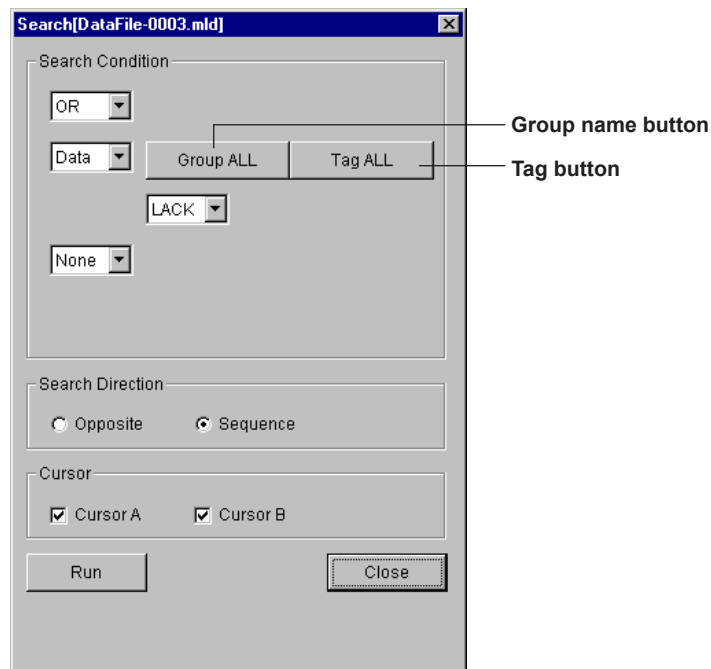 Search[DataFile-0003.mld]
Search Condition
OR
Group name button
Data Group ALL Tag ALL
Tag button
LACK
None
Search Direction
Opposite Sequence
Cursor
Cursor A Cursor B
Run Close